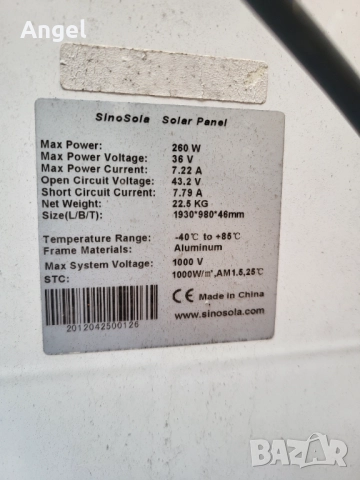 Angel
SinoSola Solar Panel
Max Power: 260 W
Max Power Voltage: 36 V
Max Power Current: 7.22 A
Open Circuit Voltage: 43.2 V
Short Circuit Current: 7.79 A
Net Weight: 22.5 KG
Size(L/B/T): 1930*980*46mm
Temperature Range: -40℃ to +85℃
Frame Materials: Aluminum
Max System Voltage: 1000 V
STC: 1000W/㎡,AM1.5,25℃
CE Made in China
www.sinosola.com
2012042500126
BAZAR
bg